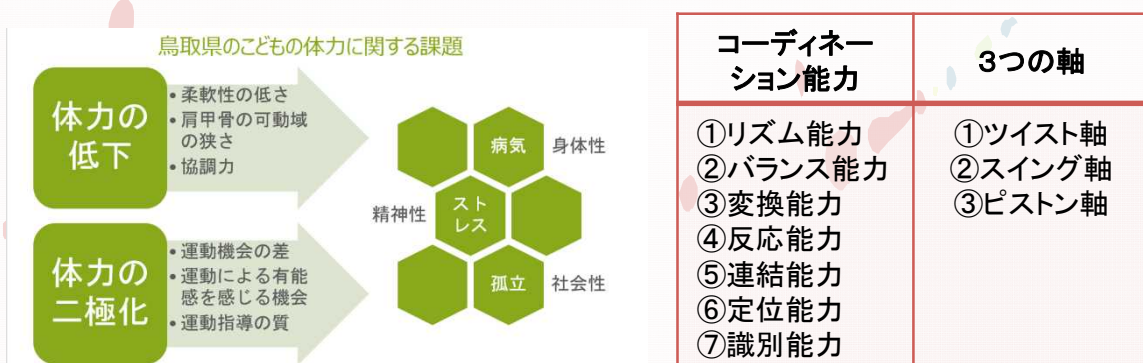 鳥取県のこどもの体力に関する課題
体力の
低下
•柔軟性の低さ
•肩甲骨の可動域
の狭さ
•協調力
体力の
二極化
•運動機会の差
•運動による有能
感を感じる機会
•運動指導の質
病気
身体性
精神性
スト
レス
孤立
社会性
コーディネー
ション能力
3つの軸
①リズム能力
②バランス能力
③変換能力
④反応能力
⑤連結能力
⑥定位能力
⑦識別能力
①ツイスト軸
②スイング軸
③ピストン軸